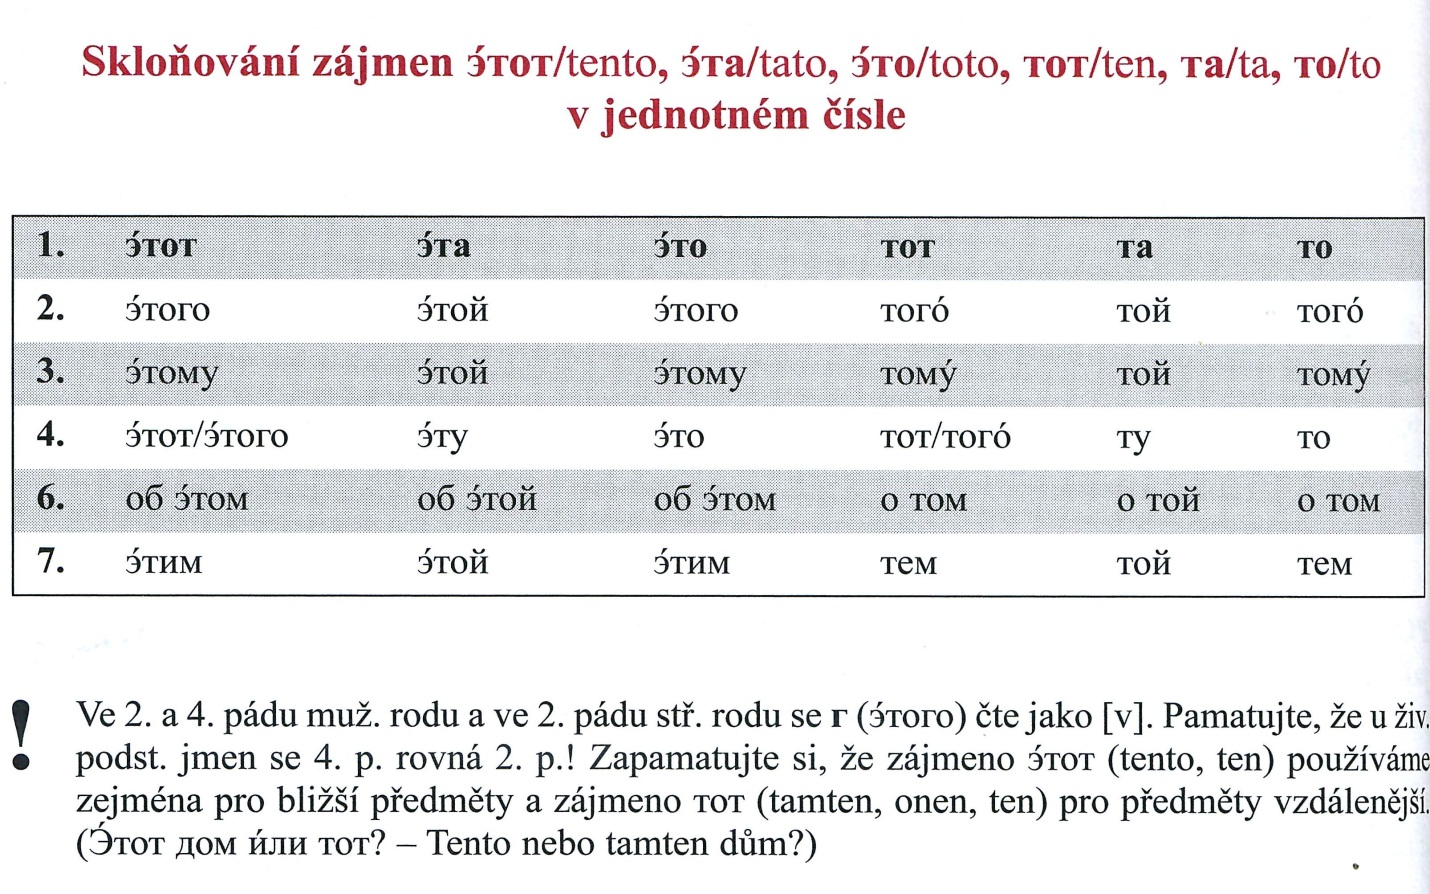 Skloňování zájmen э́тот/tento, э́та/tato, э́то/toto, тот/ten, та/ta, то/to
v jednotném čísle
1. э́тот э́та э́то тот та то
2. э́того э́той э́того того́ той того́
3. э́тому э́той э́тому тому́ той тому́
4. э́тот/э́того э́ту э́то тот/того́ ту то
6. об э́том об э́той об э́том о том о той о том
7. э́тим э́той э́тим тем той тем
! Ve 2. a 4. pádu muž. rodu a ve 2. pádu stř. rodu se г (э́того) čte jako [v]. Pamatujte, že u živ.
podst. jmen se 4. p. rovná 2. p.! Zapamatujte si, že zájmeno э́тот (tento, ten) používáme
zejména pro bližší předměty a zájmeno тот (tamten, onen, ten) pro předměty vzdálenější.
(Э́тот дом и́ли тот? – Tento nebo tamten dům?)